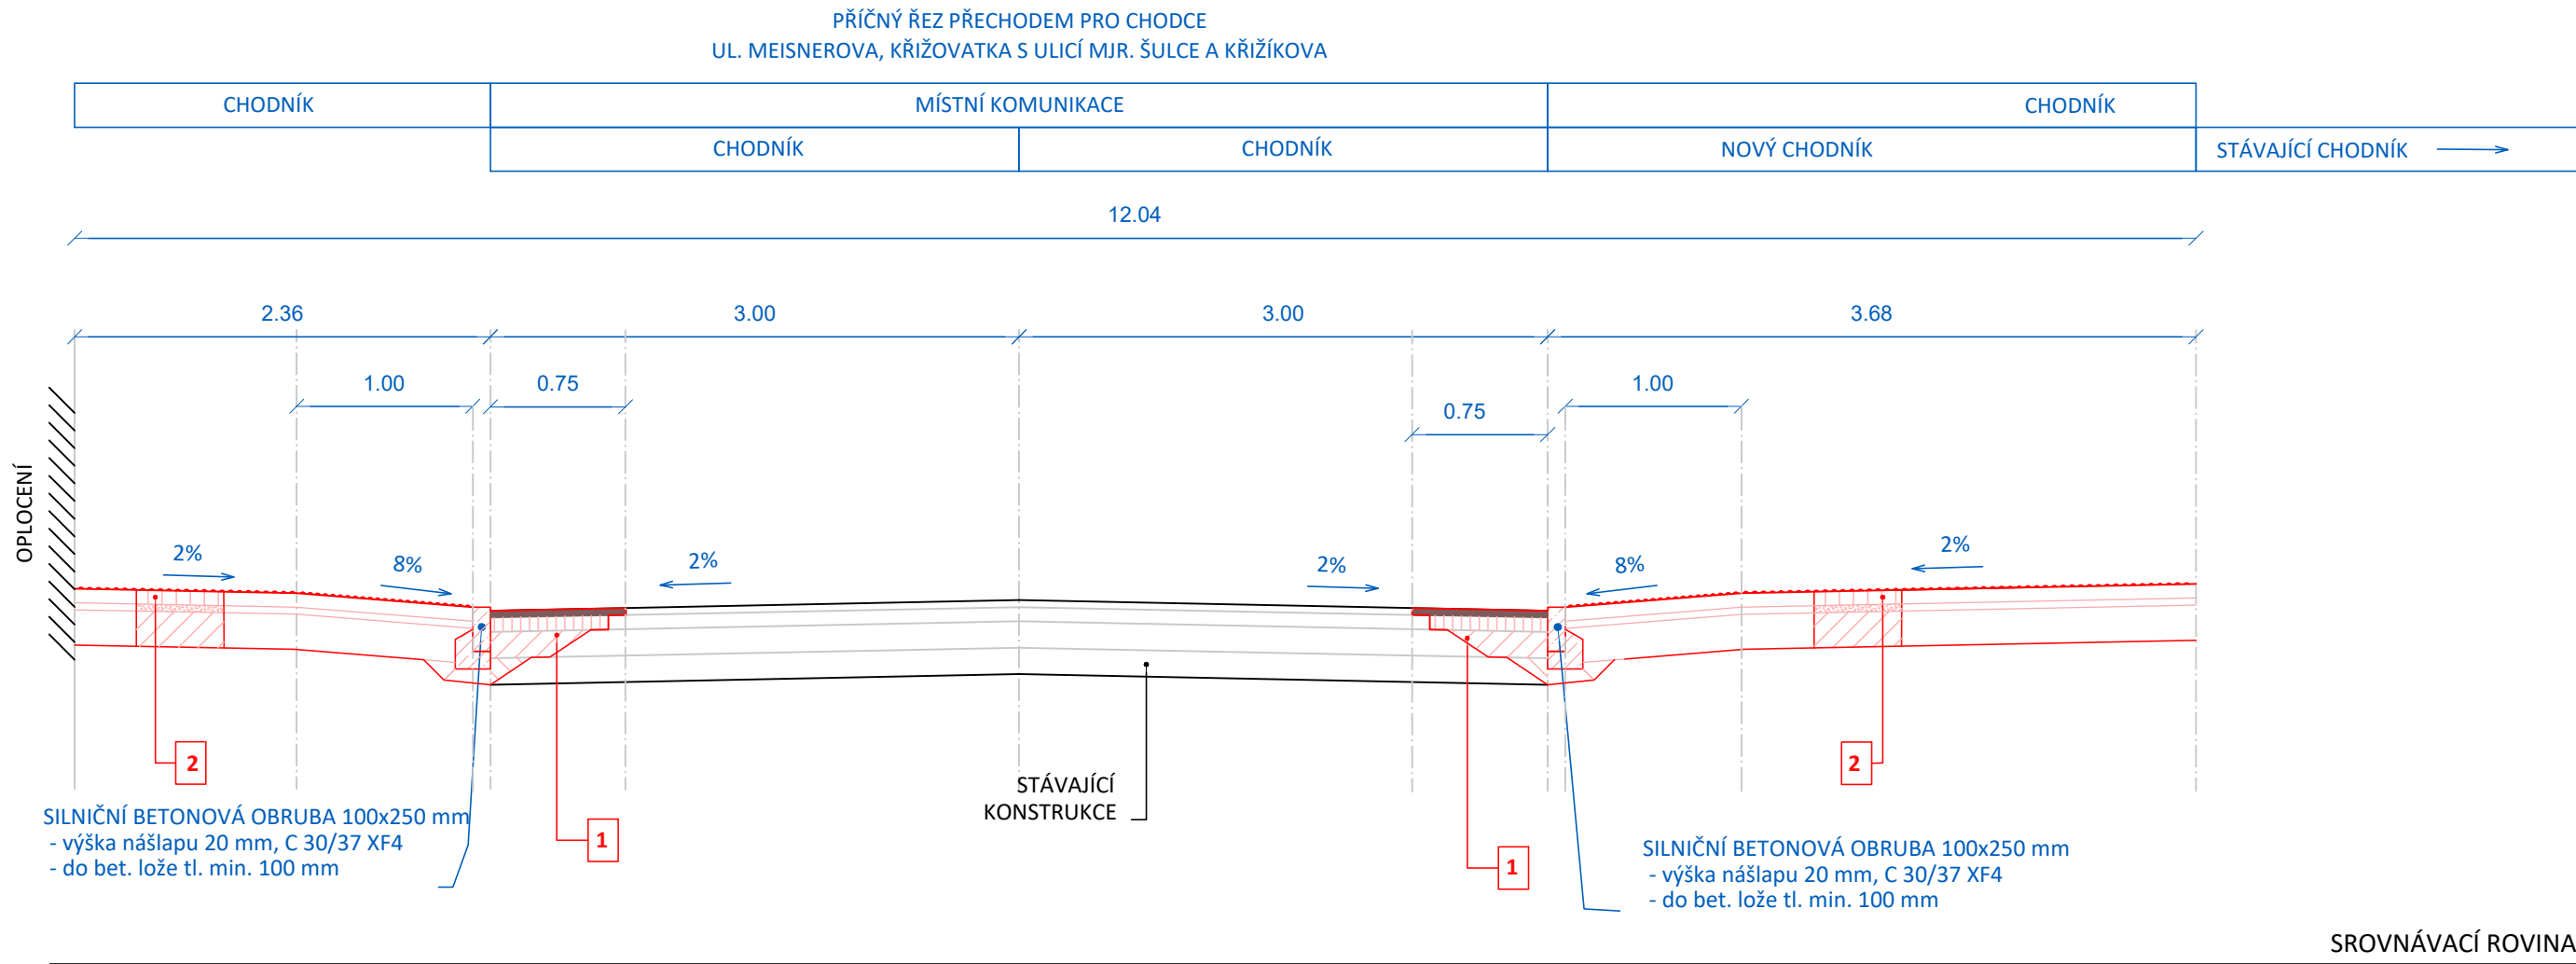 PŘÍČNÝ ŘEZ PŘECHODEM PRO CHODCE
UL. MEISNEROVA, KŘIŽOVATKA S ULICÍ MJR. ŠULCE A KŘIŽÍKOVA
CHODNÍK
MÍSTNÍ KOMUNIKACE
CHODNÍK
CHODNÍK
CHODNÍK
NOVÝ CHODNÍK
STÁVAJÍCÍ CHODNÍK
12.04
2.36
3.00
3.00
3.68
1.00
0.75
0.75
1.00
OPLOCENÍ
2%
8%
2%
2%
8%
2%
2
1
STÁVAJÍCÍ
KONSTRUKCE
1
2
SILNIČNÍ BETONOVÁ OBRUBA 100x250 mm
- výška nášlapu 20 mm, C 30/37 XF4
- do bet. lože tl. min. 100 mm
SILNIČNÍ BETONOVÁ OBRUBA 100x250 mm
- výška nášlapu 20 mm, C 30/37 XF4
- do bet. lože tl. min. 100 mm
SROVNÁVACÍ ROVINA